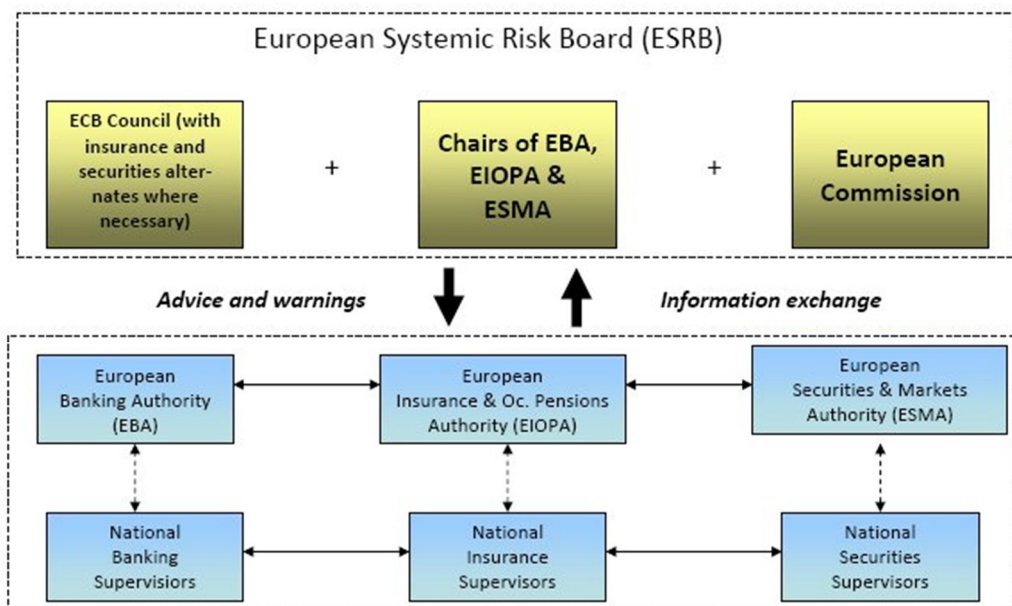 European Systemic Risk Board (ESRB)
ECB Council (with
insurance and
securities alter-
nates where
necessary)
+
Chairs of EBA,
EIOPA &
ESMA
+
European
Commission
Advice and warnings
Information exchange
European
Banking Authority
(EBA)
European
Insurance & Oc. Pensions
Authority (EIOPA)
European
Securities & Markets
Authority (ESMA)
National
Banking
Supervisiors
National
Insurance
Supervisors
National
Securities
Supervisors